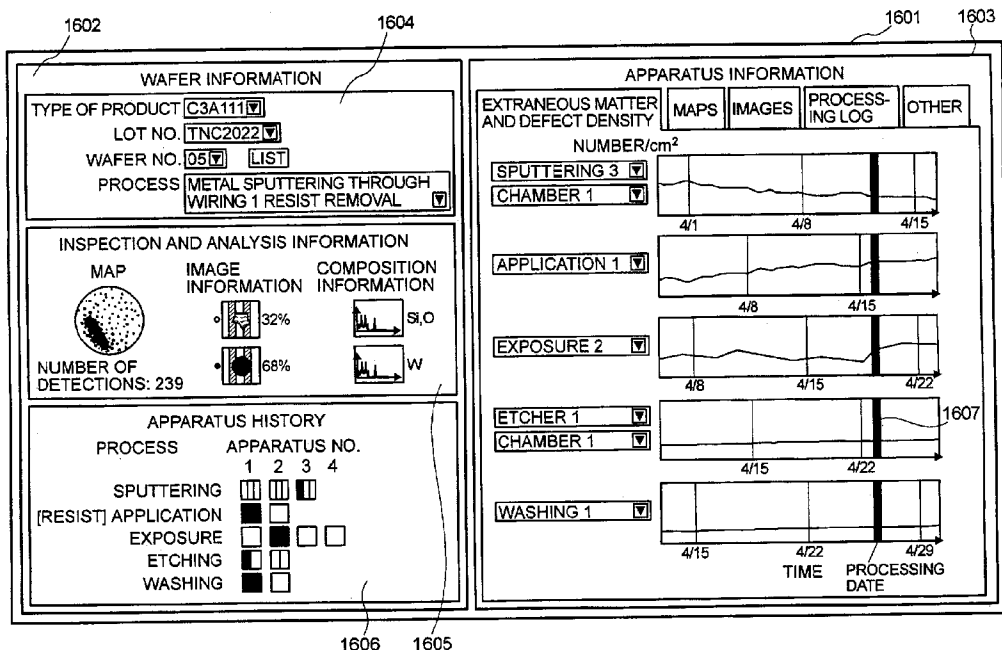 1601
1602
1604
1603
WAFER INFORMATION
TYPE OF PRODUCT C3A111
LOT NO. TNC2022
WAFER NO. 05 LIST
PROCESS METAL SPUTTERING THROUGH
WIRING 1 RESIST REMOVAL
INSPECTION AND ANALYSIS INFORMATION
MAP
IMAGE
INFORMATION
COMPOSITION
INFORMATION
32%
Si,O
68%
W
NUMBER OF
DETECTIONS: 239
APPARATUS HISTORY
PROCESS APPARATUS NO.
1 2 3 4
SPUTTERING
[RESIST] APPLICATION
EXPOSURE
ETCHING
WASHING
APPARATUS INFORMATION
EXTRANEOUS MATTER
AND DEFECT DENSITY
MAPS
IMAGES
PROCESS-
ING LOG
OTHER
NUMBER/cm²
SPUTTERING 3
CHAMBER 1
4/1 4/8 4/15
APPLICATION 1
4/8 4/15
EXPOSURE 2
4/8 4/15 4/22
ETCHER 1
CHAMBER 1
1607
4/15 4/22
WASHING 1
4/15 4/22 4/29
TIME PROCESSING
DATE
1606 1605